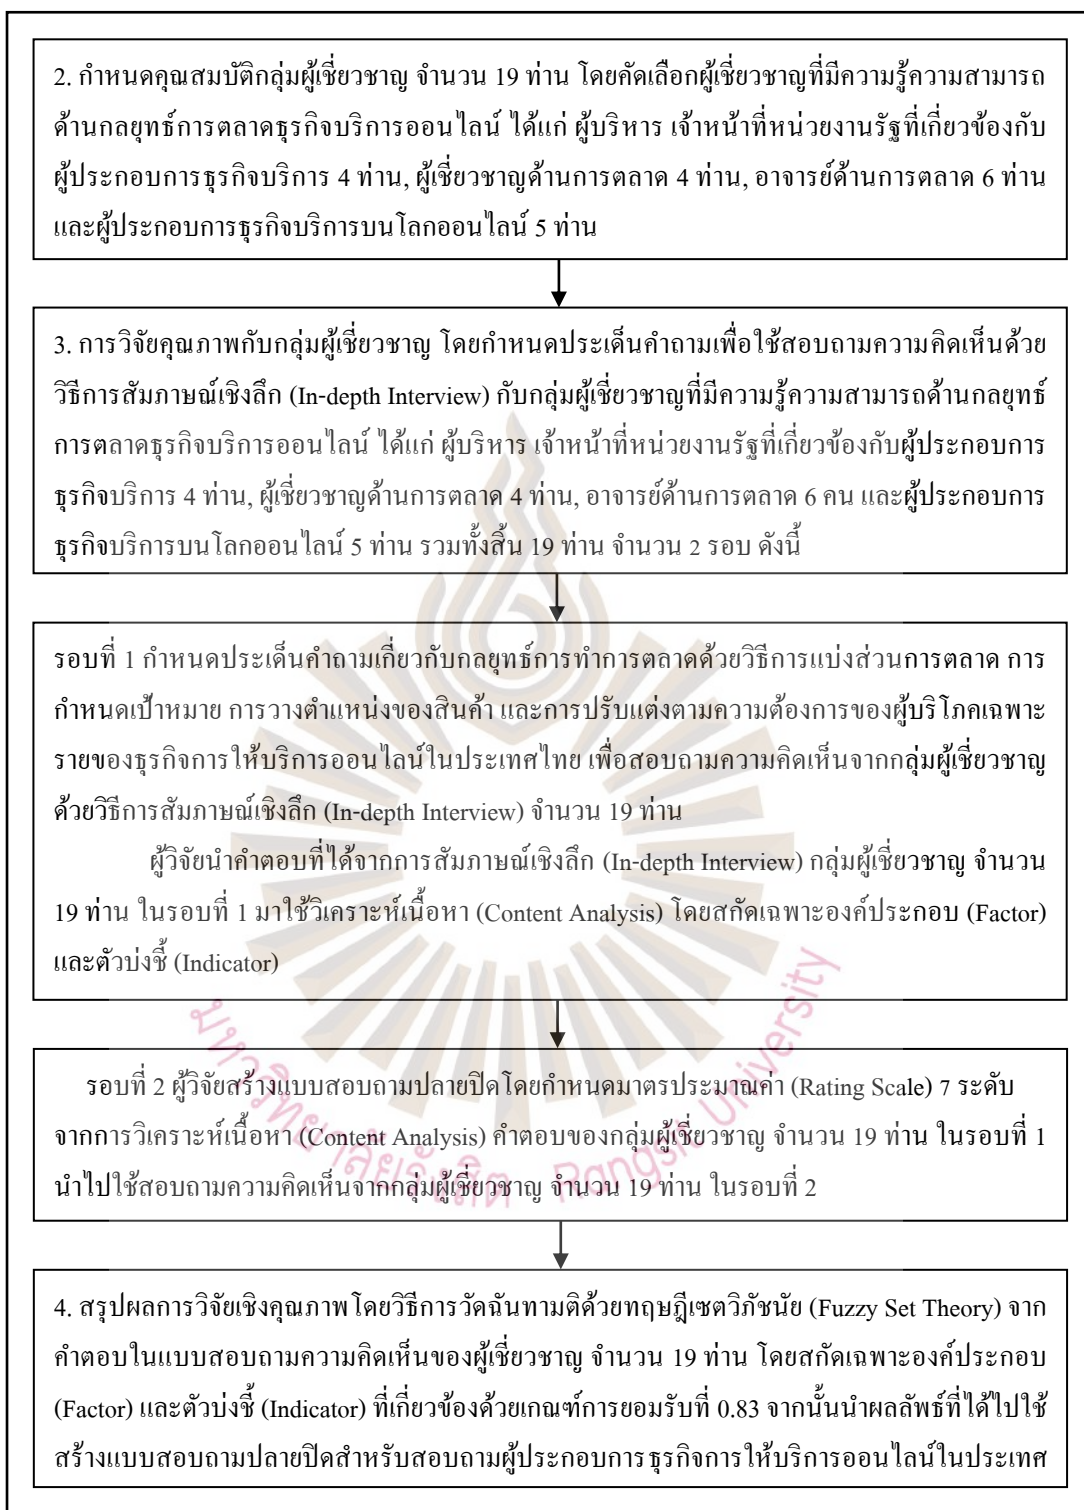 2. กำหนดคุณสมบัติกลุ่มผู้เชี่ยวชาญ จำนวน 19 ท่าน โดยคัดเลือกผู้เชี่ยวชาญที่มีความรู้ความสามารถ
ด้านกลยุทธ์การตลาดธุรกิจบริการออนไลน์ ได้แก่ ผู้บริหาร เจ้าหน้าที่หน่วยงานรัฐที่เกี่ยวข้องกับ
ผู้ประกอบการธุรกิจบริการ 4 ท่าน, ผู้เชี่ยวชาญด้านการตลาด 4 ท่าน, อาจารย์ด้านการตลาด 6 ท่าน
และผู้ประกอบการธุรกิจบริการบนโลกออนไลน์ 5 ท่าน
3. การวิจัยคุณภาพกับกลุ่มผู้เชี่ยวชาญ โดยกำหนดประเด็นคำถามเพื่อใช้สอบถามความคิดเห็นด้วย
วิธีการสัมภาษณ์เชิงลึก (In-depth Interview) กับกลุ่มผู้เชี่ยวชาญที่มีความรู้ความสามารถด้านกลยุทธ์
การตลาดธุรกิจบริการออนไลน์ ได้แก่ ผู้บริหาร เจ้าหน้าที่หน่วยงานรัฐที่เกี่ยวข้องกับผู้ประกอบการ
ธุรกิจบริการ 4 ท่าน, ผู้เชี่ยวชาญด้านการตลาด 4 ท่าน, อาจารย์ด้านการตลาด 6 คน และผู้ประกอบการ
ธุรกิจบริการบนโลกออนไลน์ 5 ท่าน รวมทั้งสิ้น 19 ท่าน จำนวน 2 รอบ ดังนี้
รอบที่ 1 กำหนดประเด็นคำถามเกี่ยวกับกลยุทธ์การทำการตลาดด้วยวิธีการแบ่งส่วนการตลาด การ
กำหนดเป้าหมาย การวางตำแหน่งของสินค้า และการปรับแต่งตามความต้องการของผู้บริโภคเฉพาะ
รายของธุรกิจการให้บริการออนไลน์ในประเทศไทย เพื่อสอบถามความคิดเห็นจากกลุ่มผู้เชี่ยวชาญ
ด้วยวิธีการสัมภาษณ์เชิงลึก (In-depth Interview) จำนวน 19 ท่าน
ผู้วิจัยนำคำตอบที่ได้จากการสัมภาษณ์เชิงลึก (In-depth Interview) กลุ่มผู้เชี่ยวชาญ จำนวน
19 ท่าน ในรอบที่ 1 มาใช้วิเคราะห์เนื้อหา (Content Analysis) โดยสกัดเฉพาะองค์ประกอบ (Factor)
และตัวบ่งชี้ (Indicator)
รอบที่ 2 ผู้วิจัยสร้างแบบสอบถามปลายปิดโดยกำหนดมาตรประมาณค่า (Rating Scale) 7 ระดับ
จากการวิเคราะห์เนื้อหา (Content Analysis) คำตอบของกลุ่มผู้เชี่ยวชาญ จำนวน 19 ท่าน ในรอบที่ 1
นำไปใช้สอบถามความคิดเห็นจากกลุ่มผู้เชี่ยวชาญ จำนวน 19 ท่าน ในรอบที่ 2
มหาวิทยาลัยรังสิต Rangsit University
4. สรุปผลการวิจัยเชิงคุณภาพ โดยวิธีการวัดฉันทามติด้วยทฤษฎีเซตวิภัชนัย (Fuzzy Set Theory) จาก
คำตอบในแบบสอบถามความคิดเห็นของผู้เชี่ยวชาญ จำนวน 19 ท่าน โดยสกัดเฉพาะองค์ประกอบ
(Factor) และตัวบ่งชี้ (Indicator) ที่เกี่ยวข้องด้วยเกณฑ์การยอมรับที่ 0.83 จากนั้นนำผลลัพธ์ที่ได้ไปใช้
สร้างแบบสอบถามปลายปิดสำหรับสอบถามผู้ประกอบการธุรกิจการให้บริการออนไลน์ในประเทศ